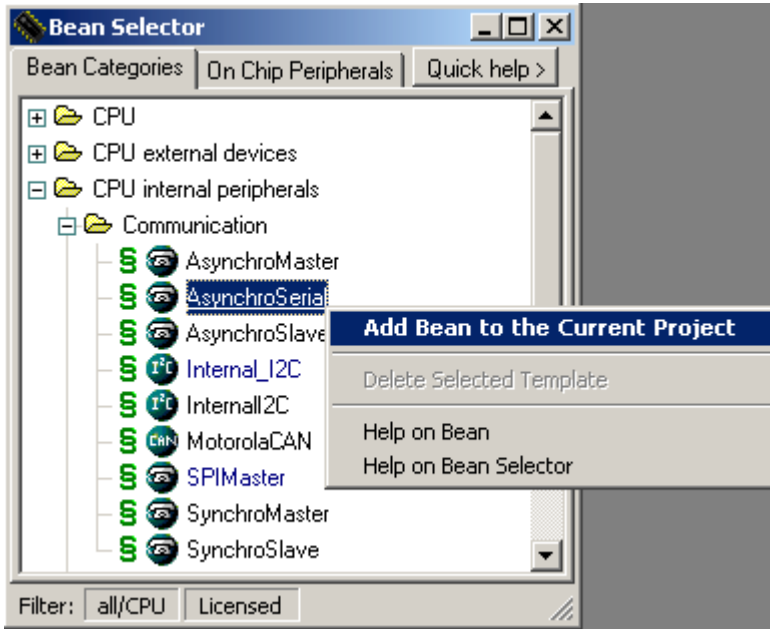 Bean Selector
Bean Categories On Chip Peripherals Quick help >
CPU
CPU external devices
CPU internal peripherals
Communication
AsynchroMaster
AsynchroSerial
AsynchroSlave
Internal_I2C
InternalI2C
MotorolaCAN
SPIMaster
SynchroMaster
SynchroSlave
Add Bean to the Current Project
Delete Selected Template
Help on Bean
Help on Bean Selector
Filter: all/CPU Licensed